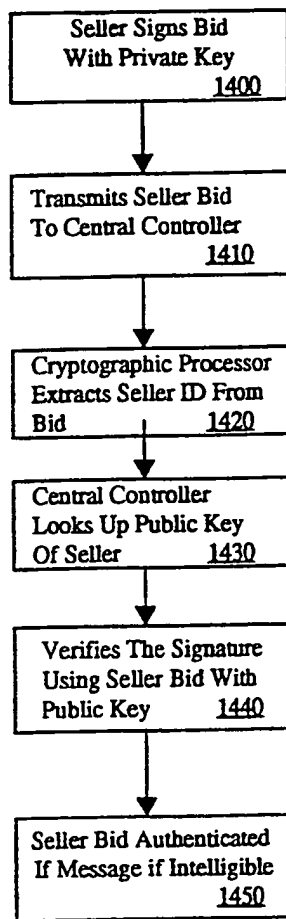 Seller Signs Bid
With Private Key
1400
Transmits Seller Bid
To Central Controller
1410
Cryptographic Processor
Extracts Seller ID From
Bid 1420
Central Controller
Looks Up Public Key
Of Seller 1430
Verifies The Signature
Using Seller Bid With
Public Key 1440
Seller Bid Authenticated
If Message if Intelligible
1450